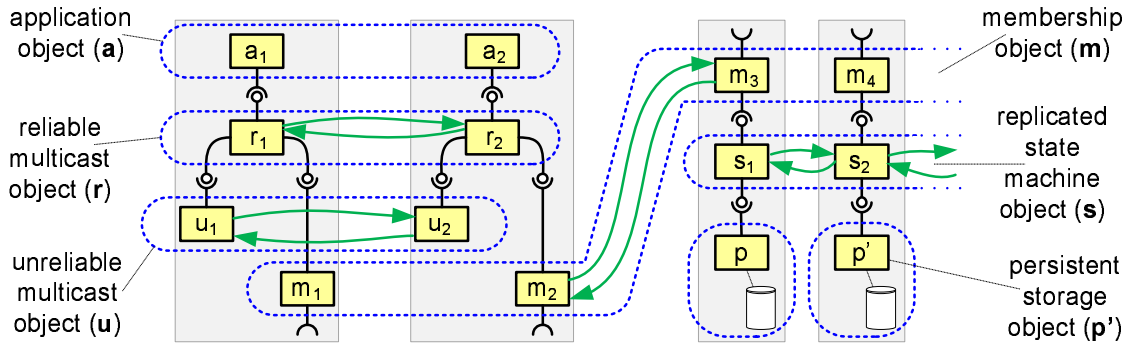 application
object (a)
reliable
multicast
object (r)
unreliable
multicast
object (u)
a1
a2
r1
r2
u1
u2
m1
m2
m3
m4
s1
s2
p
p’
membership
object (m)
replicated
state
machine
object (s)
persistent
storage
object (p’)